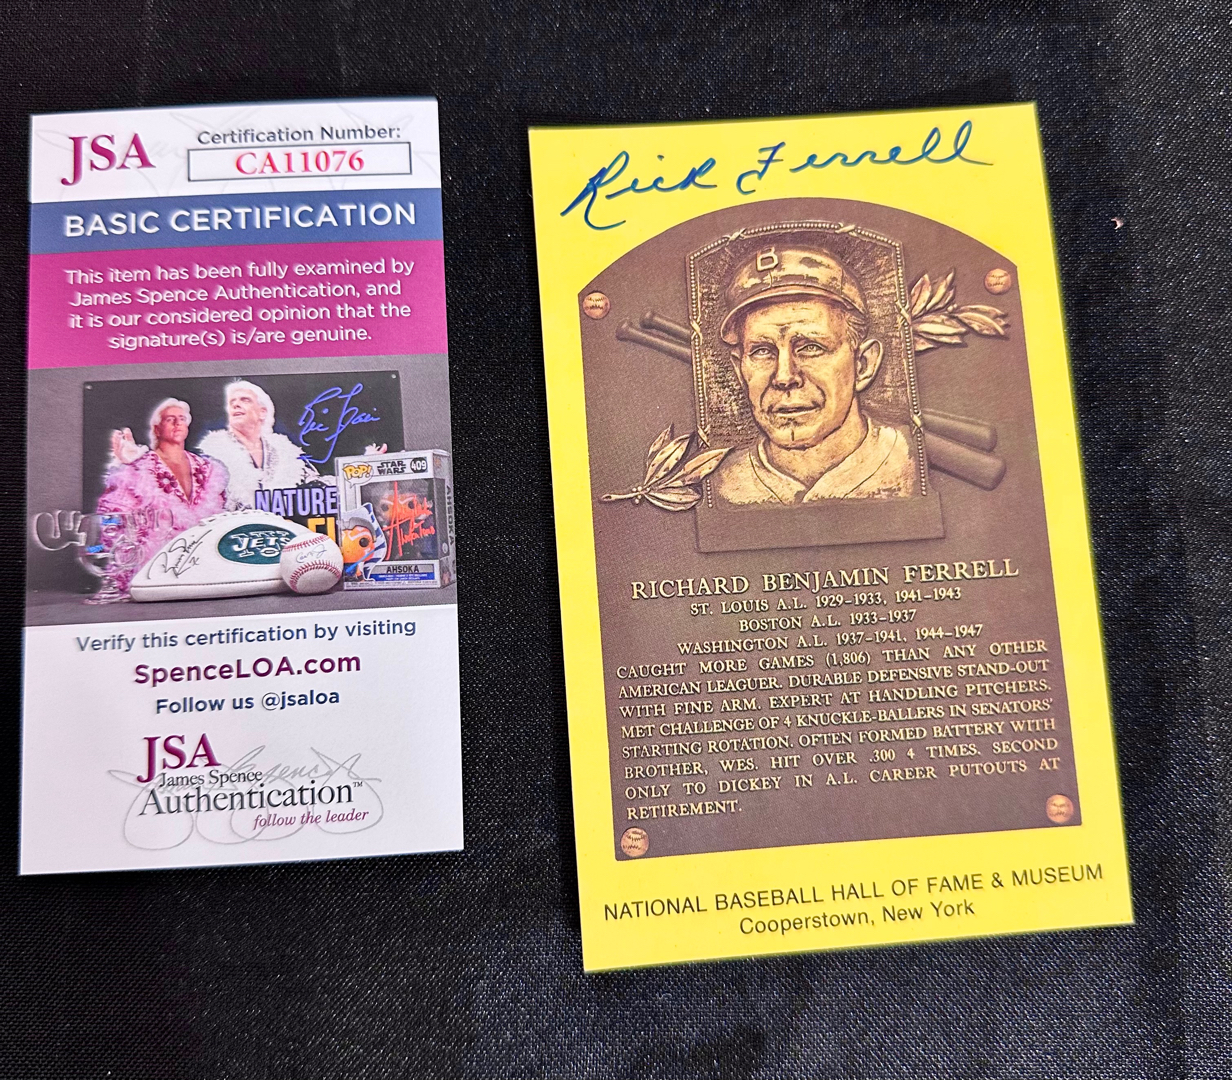 JSA
Certification Number:
CA11076
BASIC CERTIFICATION
This item has been fully examined by
James Spence Authentication, and
it is our considered opinion that the
signature(s) is/are genuine.
NATURE
JETS
POP!
STAR
WARS
409
AHSOKA
AHSOKA
Verify this certification by visiting
SpenceLOA.com
Follow us @jsaloa
JSA
James Spence
Authentication™
follow the leader
Rick Ferrell
B
RICHARD BENJAMIN FERRELL
ST. LOUIS A.L. 1929-1933, 1941-1943
BOSTON A.L. 1933-1937
WASHINGTON A.L. 1937-1941, 1944-1947
CAUGHT MORE GAMES (1,806) THAN ANY OTHER
AMERICAN LEAGUER. DURABLE DEFENSIVE STAND-OUT
WITH FINE ARM. EXPERT AT HANDLING PITCHERS.
MET CHALLENGE OF 4 KNUCKLE-BALLERS IN SENATORS'
STARTING ROTATION. OFTEN FORMED BATTERY WITH
BROTHER, WES. HIT OVER .300 4 TIMES. SECOND
ONLY TO DICKEY IN A.L. CAREER PUTOUTS AT
RETIREMENT.
NATIONAL BASEBALL HALL OF FAME & MUSEUM
Cooperstown, New York